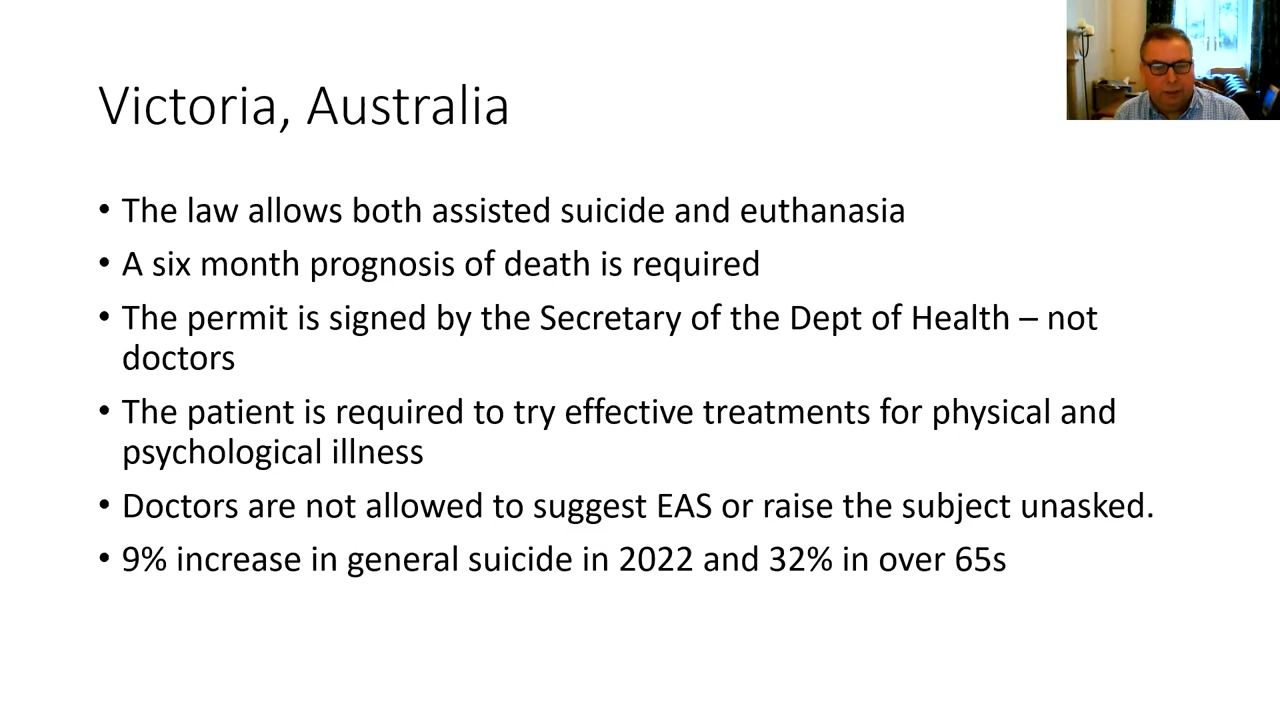 Victoria, Australia
• The law allows both assisted suicide and euthanasia
• A six month prognosis of death is required
• The permit is signed by the Secretary of the Dept of Health – not
doctors
• The patient is required to try effective treatments for physical and
psychological illness
• Doctors are not allowed to suggest EAS or raise the subject unasked.
• 9% increase in general suicide in 2022 and 32% in over 65s